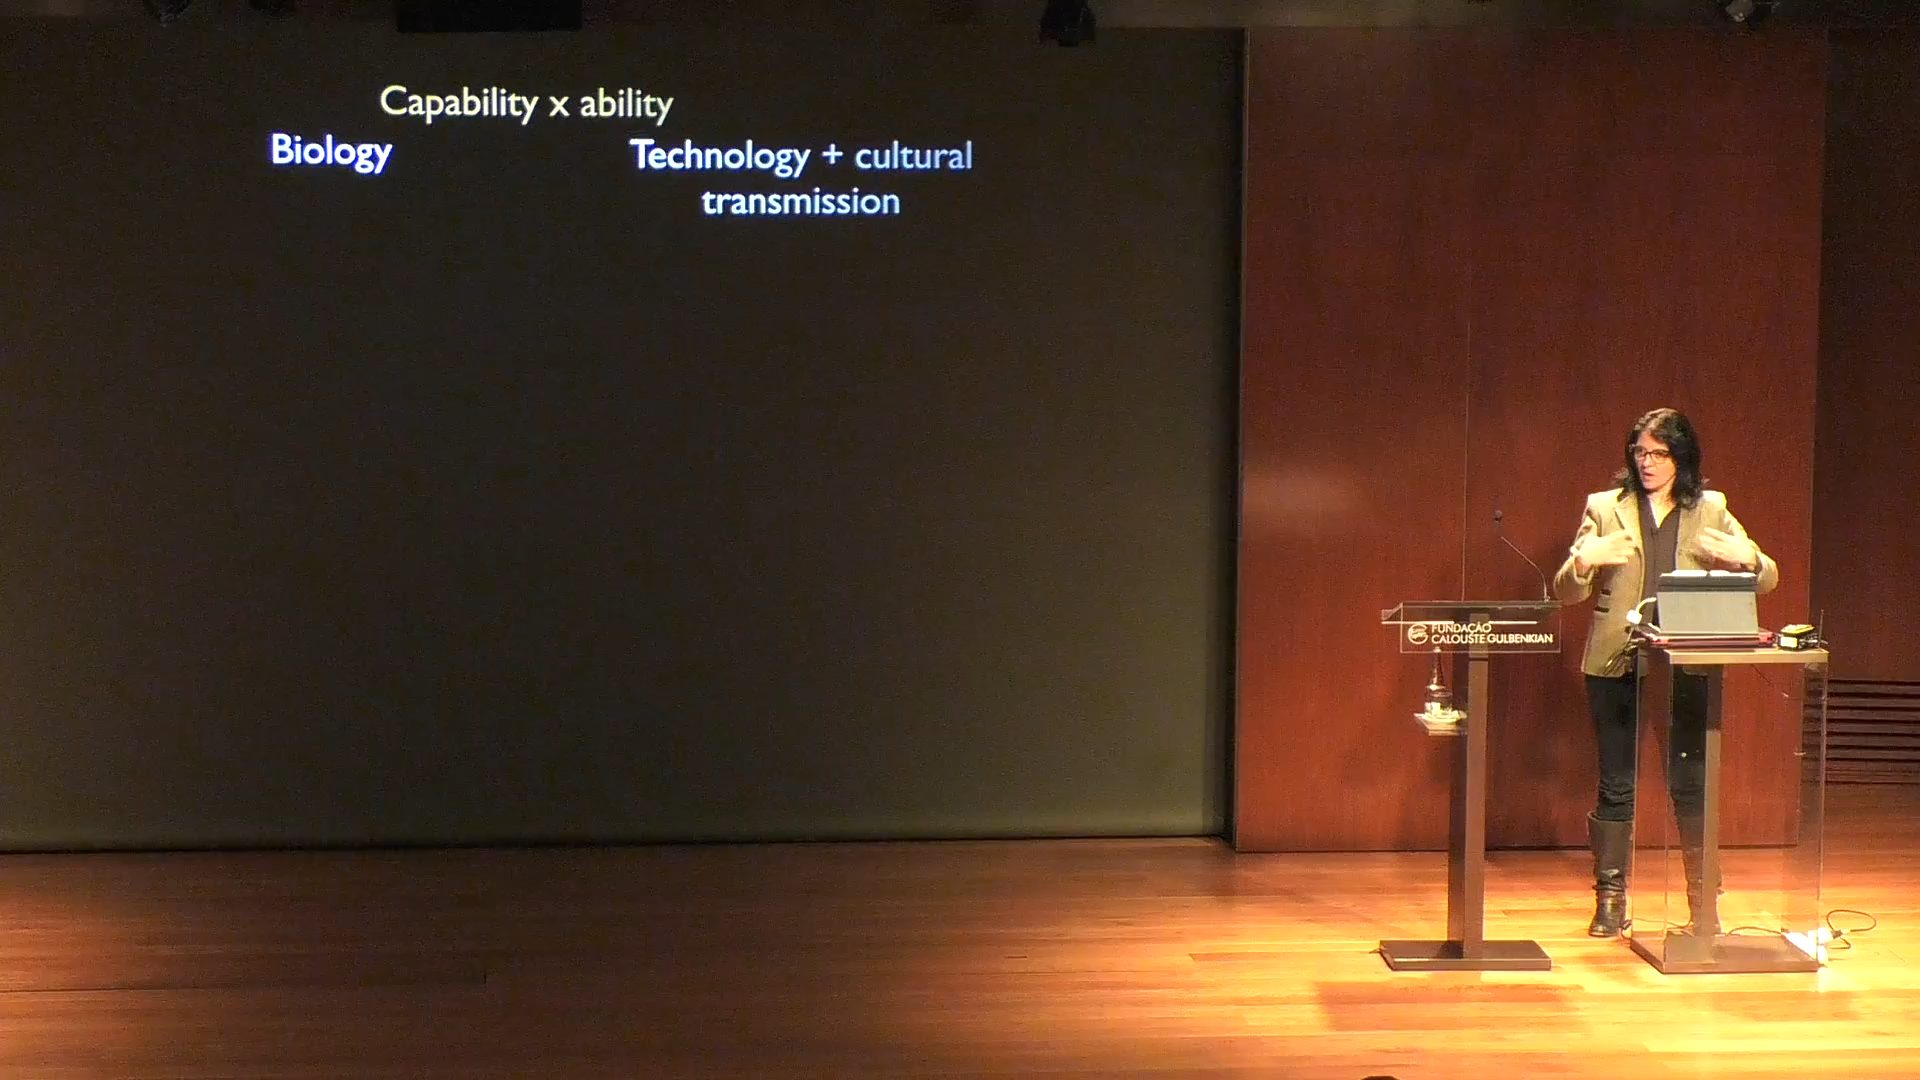 Capability x ability
Biology
Technology + cultural
transmission
FUNDAÇÃO
CALOUSTE GULBENKIAN